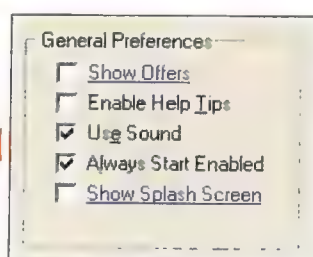 General Preferences
Show Offers
Enable Help Tips
Use Sound
Always Start Enabled
Show Splash Screen